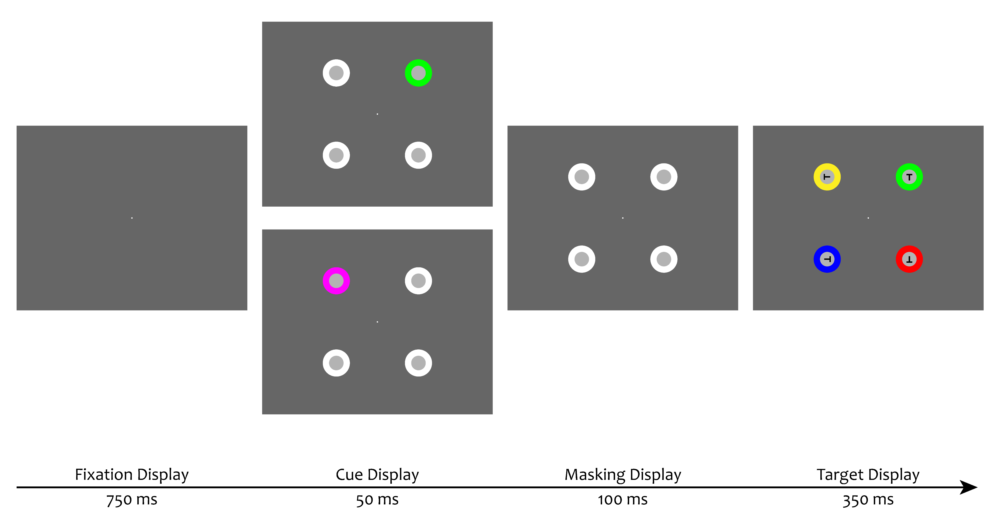 T T
T T
Fixation Display Cue Display Masking Display Target Display
750 ms 50 ms 100 ms 350 ms